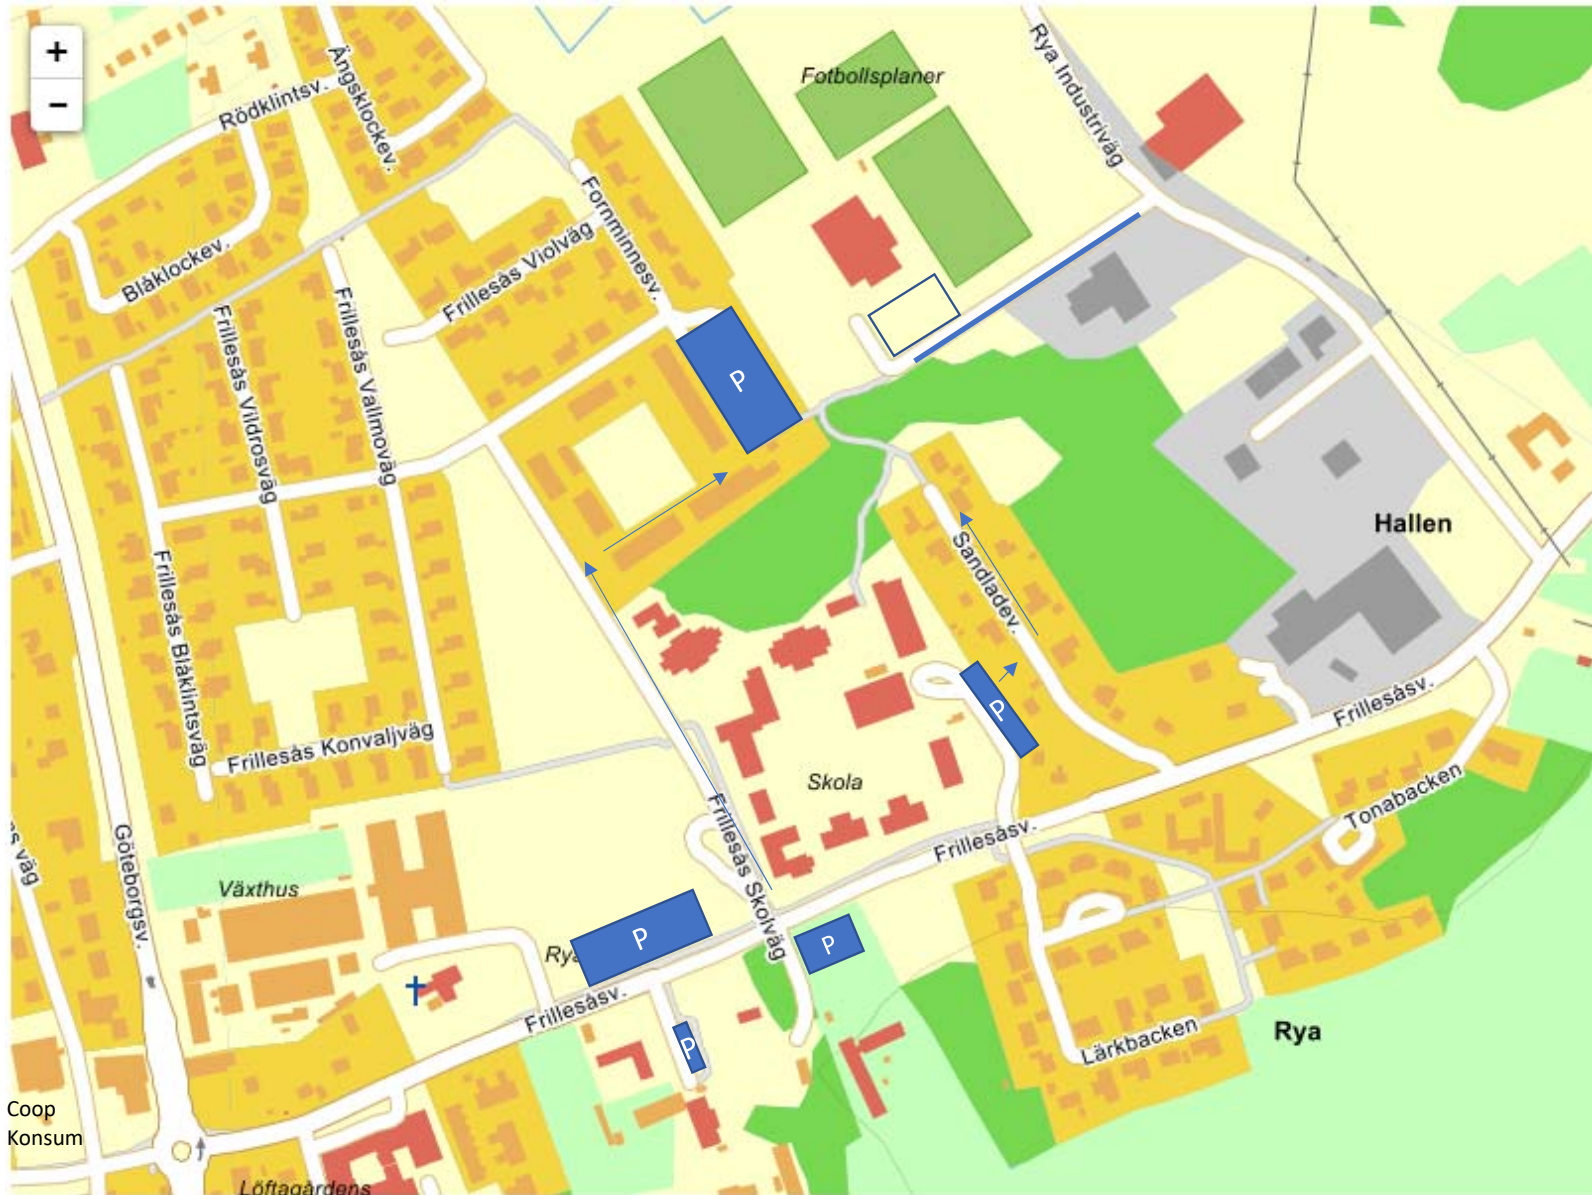 +
−
Ängsklockev.
Rödklintsv.
Fotbollsplaner
Rya Industriväg
Fornminnesv.
Blåklockev.
Frillesås Violväg
Frillesås Vildrosväg
Frillesås Vallmoväg
P
Hallen
Sandladev.
Frillesås Blåklintsväg
Frillesås Konvaljväg
P
Frillesåsv.
Skola
Tonabacken
Frillesås Skolväg
Frillesåsv.
Göteborgsv.
väg
Växthus
P
P
Frillesåsv.
P
Lärkbacken
Rya
Coop
Konsum
Löftagårdens